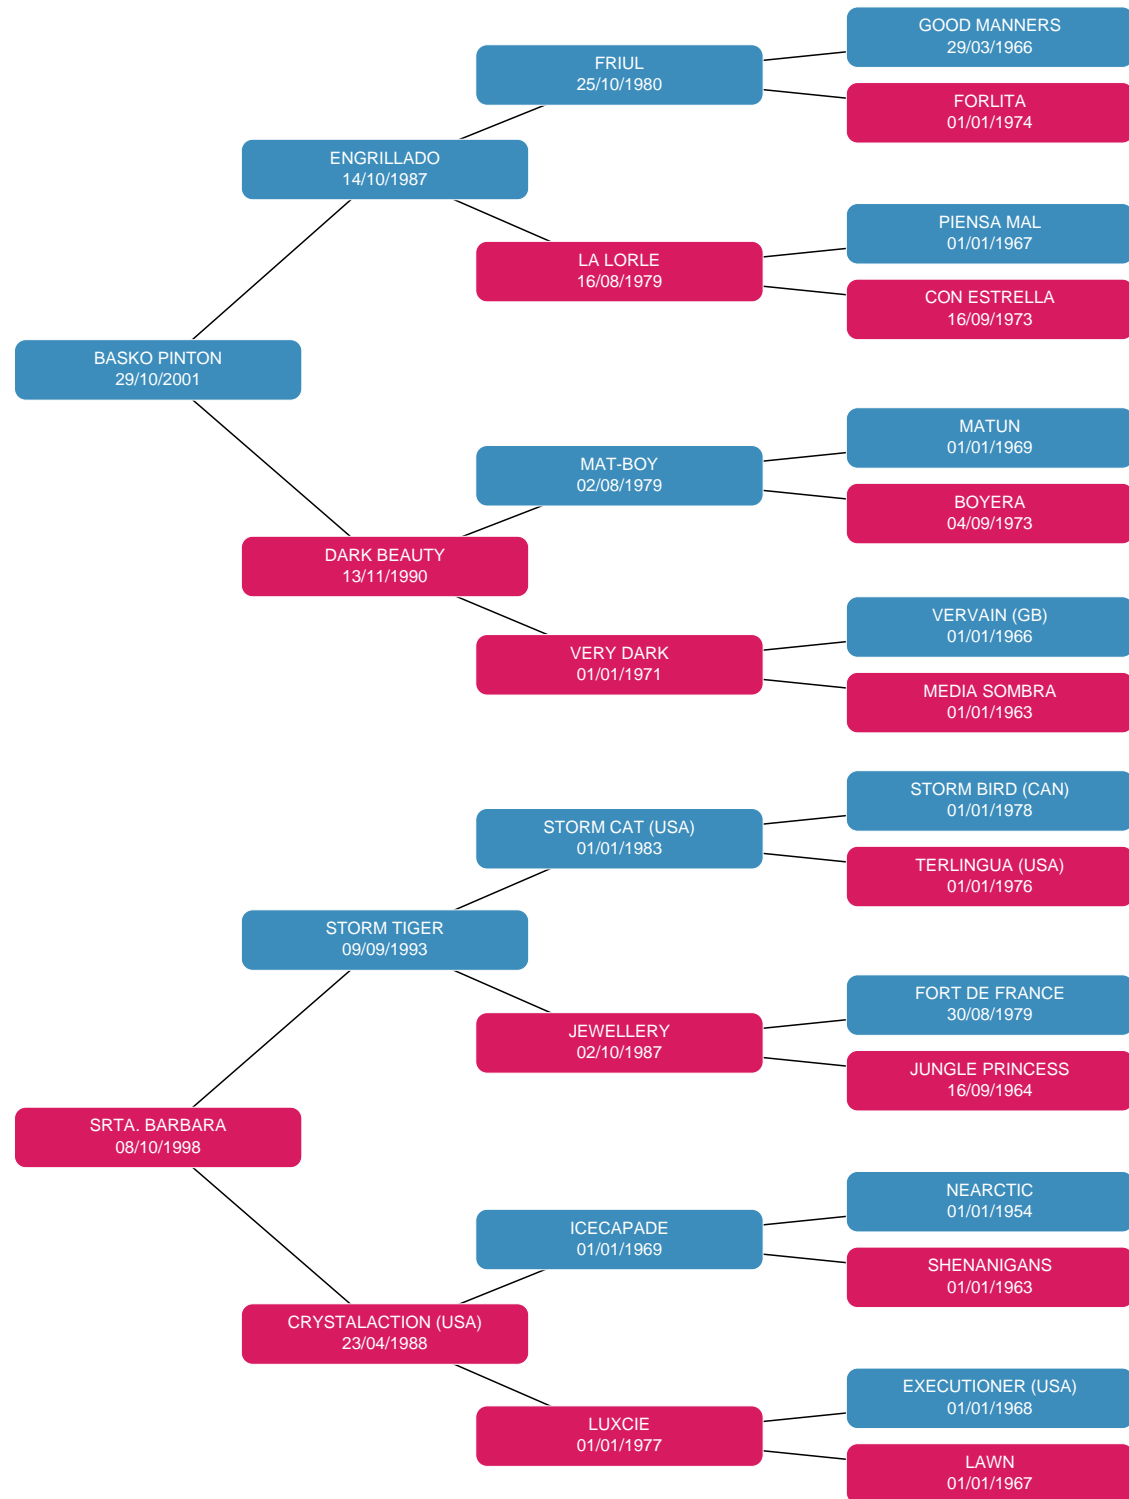 GOOD MANNERS
29/03/1966
FRIUL
25/10/1980
FORLITA
01/01/1974
ENGRILLADO
14/10/1987
PIENSA MAL
01/01/1967
LA LORLE
16/08/1979
CON ESTRELLA
16/09/1973
BASKO PINTON
29/10/2001
MATUN
01/01/1969
MAT-BOY
02/08/1979
BOYERA
04/09/1973
DARK BEAUTY
13/11/1990
VERVAIN (GB)
01/01/1966
VERY DARK
01/01/1971
MEDIA SOMBRA
01/01/1963
STORM BIRD (CAN)
01/01/1978
STORM CAT (USA)
01/01/1983
TERLINGUA (USA)
01/01/1976
STORM TIGER
09/09/1993
FORT DE FRANCE
30/08/1979
JEWELLERY
02/10/1987
JUNGLE PRINCESS
16/09/1964
SRTA. BARBARA
08/10/1998
NEARCTIC
01/01/1954
ICECAPADE
01/01/1969
SHENANIGANS
01/01/1963
CRYSTALACTION (USA)
23/04/1988
EXECUTIONER (USA)
01/01/1968
LUXCIE
01/01/1977
LAWN
01/01/1967